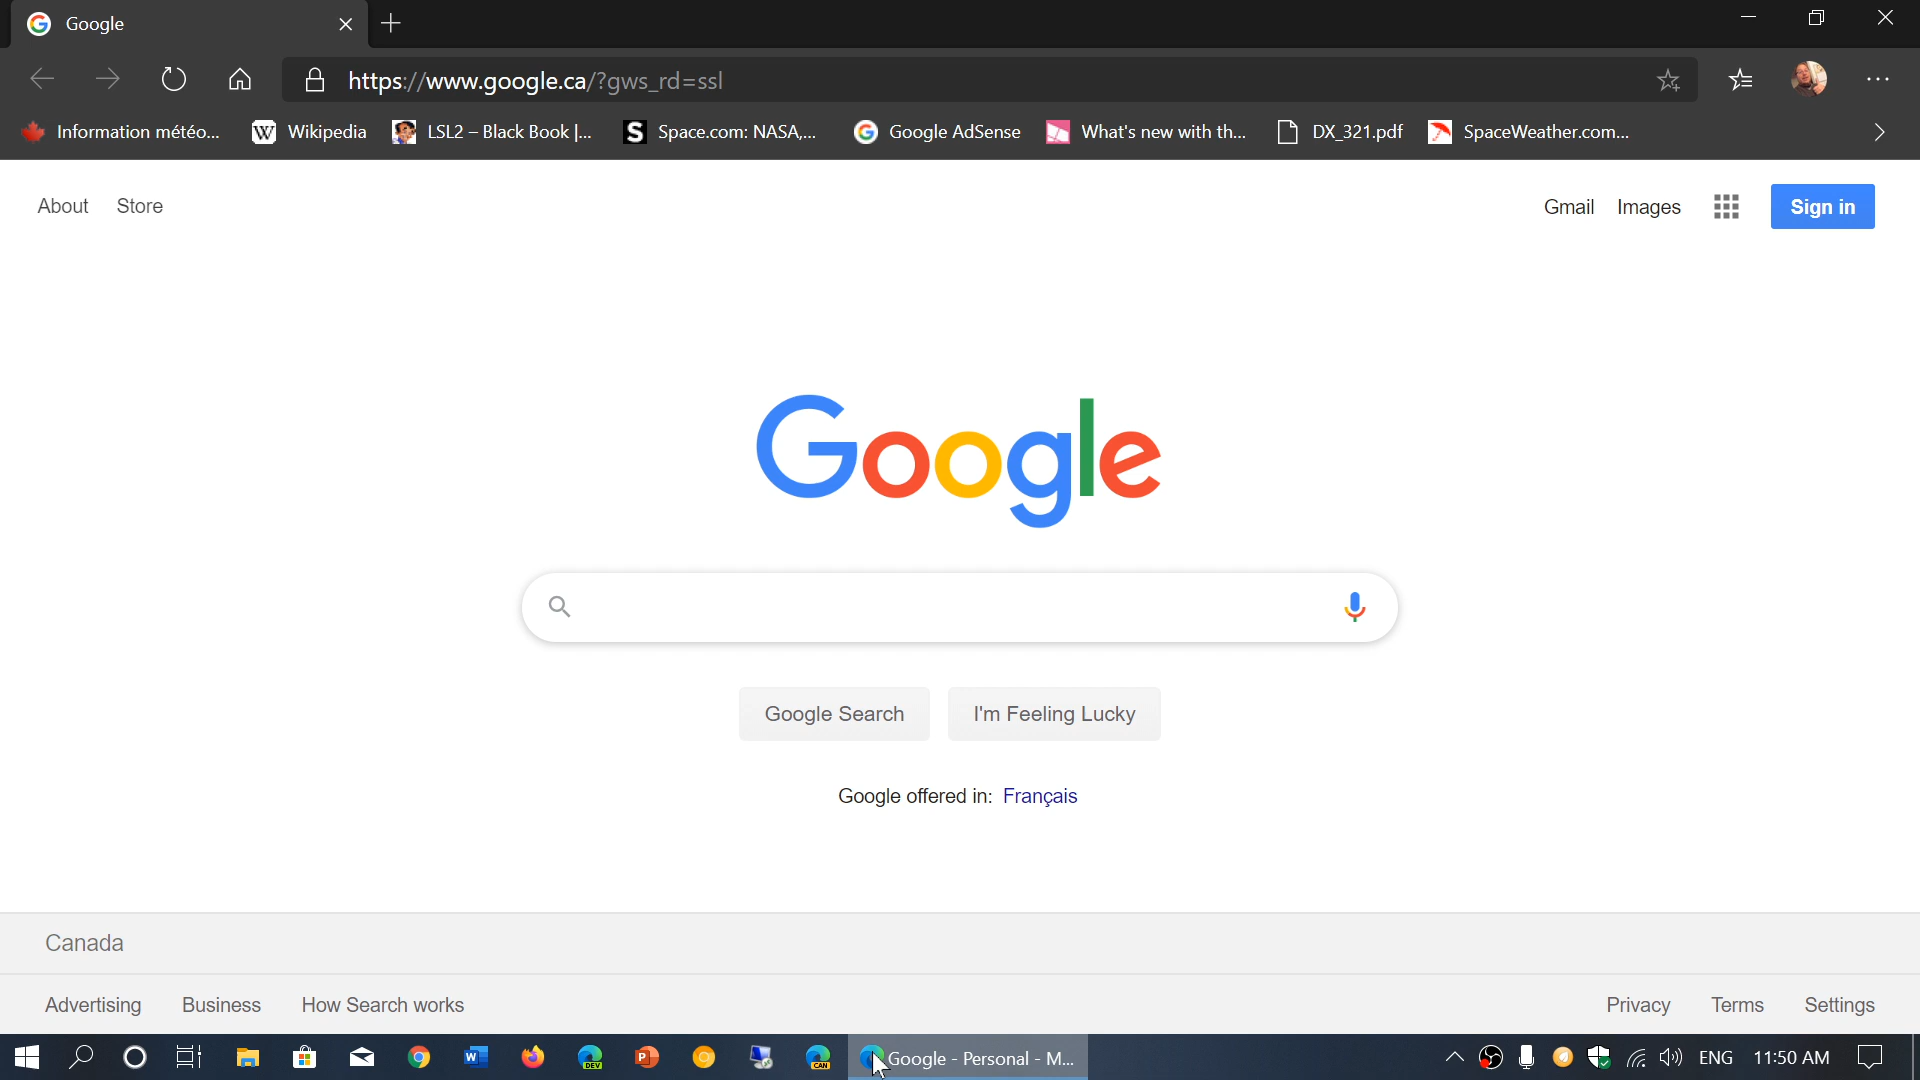 Google
https://www.google.ca/?gws_rd=ssl
Information météo... Wikipedia LSL2 – Black Book |... Space.com: NASA,... Google AdSense What's new with th... DX_321.pdf SpaceWeather.com...
About Store Gmail Images Sign in
Google
Google Search I'm Feeling Lucky
Google offered in: Français
Canada
Advertising Business How Search works Privacy Terms Settings
DEV CAN Google - Personal - M... ENG 11:50 AM